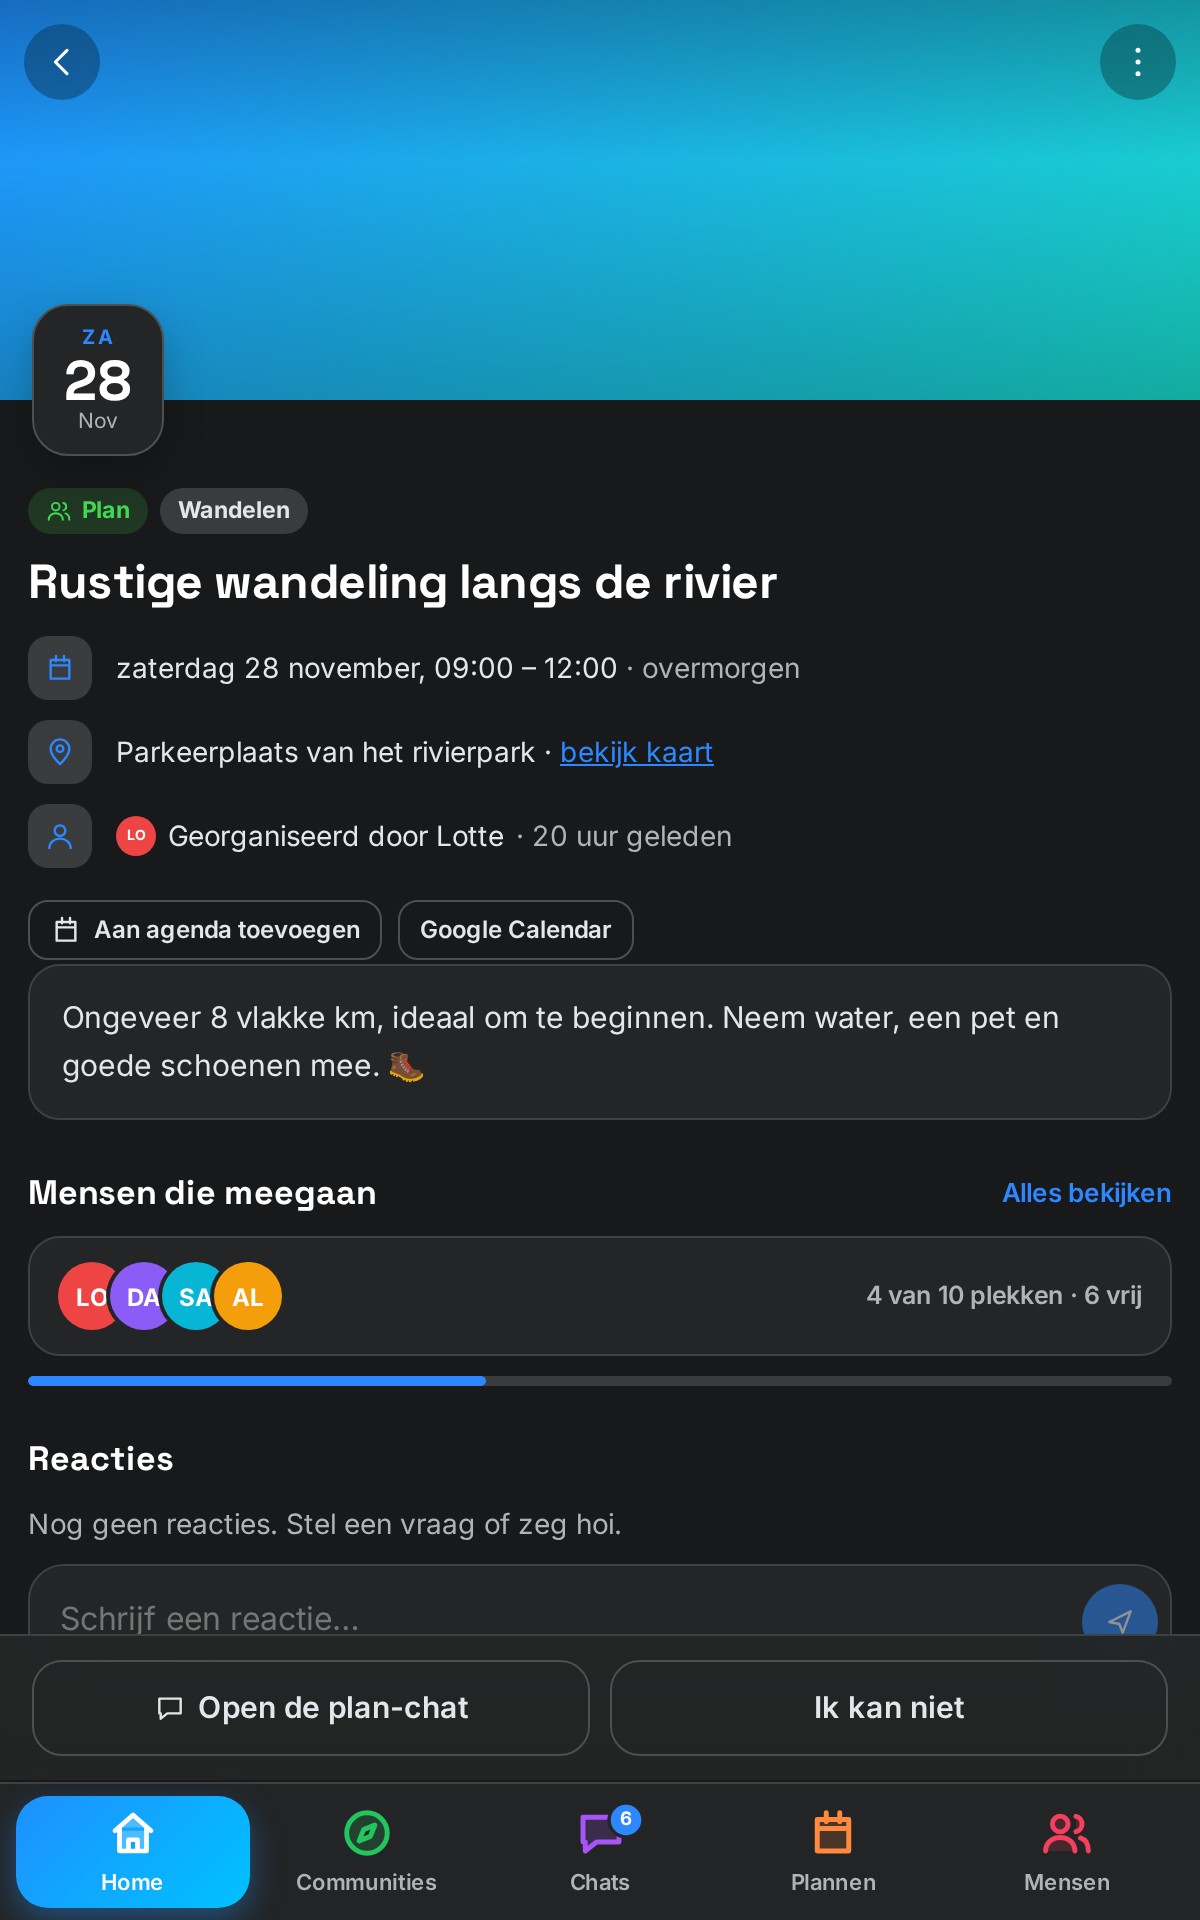 ZA
28
Nov
Plan
Wandelen
Rustige wandeling langs de rivier
zaterdag 28 november, 09:00 – 12:00 · overmorgen
Parkeerplaats van het rivierpark · bekijk kaart
LO Georganiseerd door Lotte · 20 uur geleden
Aan agenda toevoegen
Google Calendar
Ongeveer 8 vlakke km, ideaal om te beginnen. Neem water, een pet en
goede schoenen mee. 🥾
Mensen die meegaan
Alles bekijken
LO DA SA AL
4 van 10 plekken · 6 vrij
Reacties
Nog geen reacties. Stel een vraag of zeg hoi.
Schrijf een reactie...
Open de plan-chat
Ik kan niet
6
Home
Communities
Chats
Plannen
Mensen